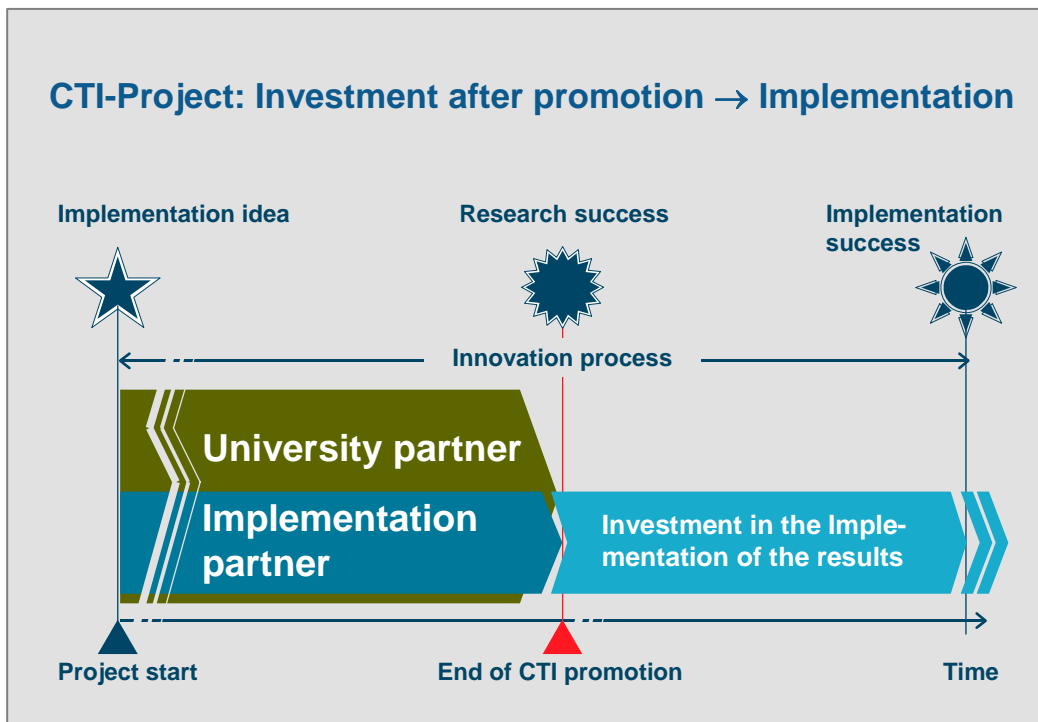 CTI-Project: Investment after promotion → Implementation
Implementation idea
Research success
Implementation
success
Innovation process
University partner
Implementation
partner
Investment in the Imple-
mentation of the results
Project start
End of CTI promotion
Time